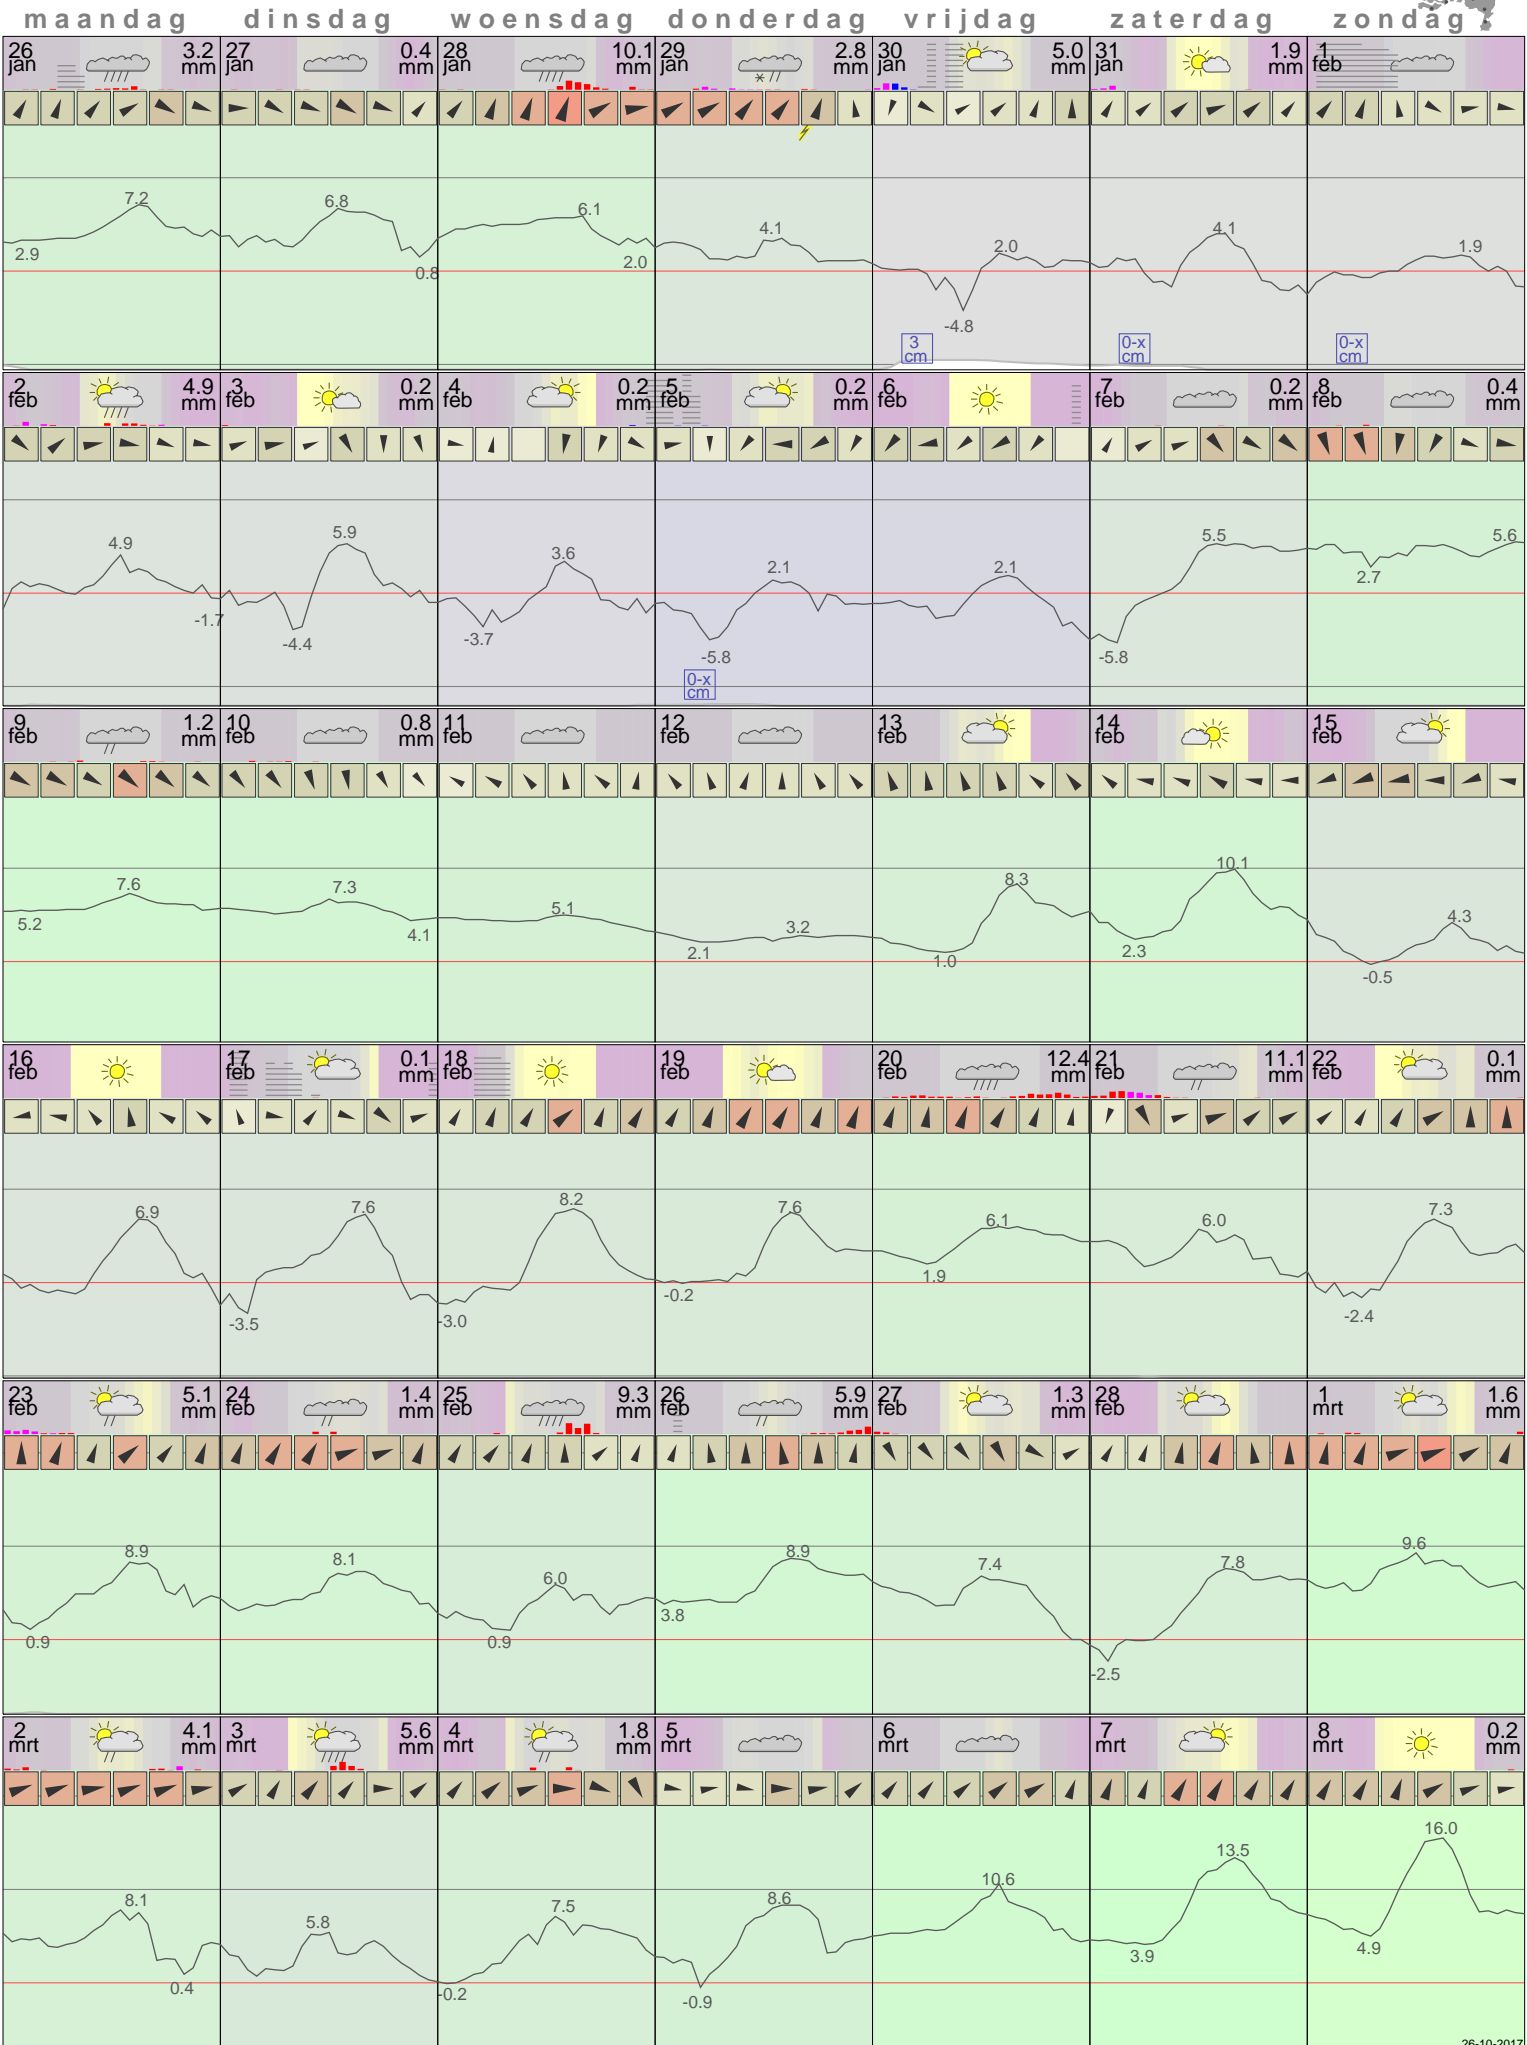 maandag dinsdag woensdag donderdag vrijdag zaterdag zondag
26 3.2 27 0.4 28 10.1 29 2.8 30 5.0 31 1.9 1
jan mm jan mm jan mm jan mm jan mm jan mm feb
7.2 6.8 6.1 4.1 2.0 4.1 1.9
2.9 0.8 2.0 -4.8
3 0-x 0-x
cm cm cm
2 4.9 3 0.2 4 0.2 5 0.2 6 7 0.2 8 0.4
feb mm feb mm feb mm feb mm feb feb mm feb mm
4.9 5.9 3.6 2.1 2.1 5.5 5.6
-1.7 -4.4 -3.7 -5.8 -5.8 2.7
0-x
cm
9 1.2 10 0.8 11 12 13 14 15
feb mm feb mm feb feb feb feb feb
7.6 7.3 5.1 3.2 8.3 10.1 4.3
5.2 4.1 2.1 1.0 2.3 -0.5
16 17 0.1 18 19 20 12.4 21 11.1 22 0.1
feb feb mm feb feb feb mm feb mm feb mm
6.9 7.6 8.2 7.6 6.1 6.0 7.3
-3.5 -3.0 -0.2 1.9 -2.4
23 5.1 24 1.4 25 9.3 26 5.9 27 1.3 28 1 1.6
feb mm feb mm feb mm feb mm feb mm feb mrt mm
8.9 8.1 6.0 8.9 7.4 7.8 9.6
0.9 0.9 3.8 -2.5
2 4.1 3 5.6 4 1.8 5 6 7 8 0.2
mrt mm mrt mm mrt mm mrt mrt mrt mrt mm
8.1 5.8 7.5 8.6 10.6 13.5 16.0
0.4 -0.2 -0.9 3.9 4.9
26-10-2017